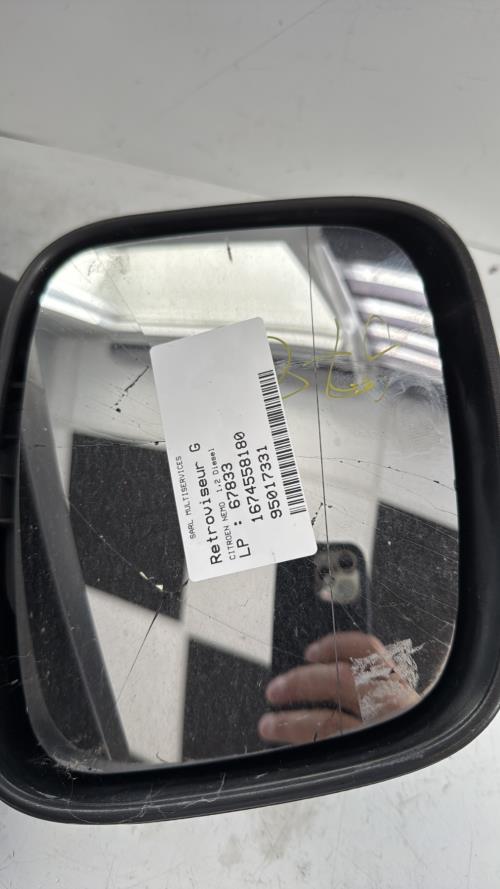 SARL MULTISERVICES
Retroviseur G
CITROEN NEMO 1,2 Diesel
LP : 67833
1674558180
95017331